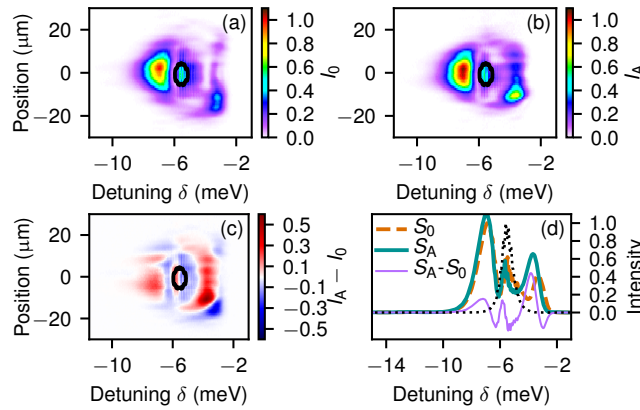 (a)
(b)
Position (μm)
20
0
−20
−10
−6
−2
Detuning δ (meV)
1.0
0.8
0.6
0.4
0.2
0.0
I0
20
0
−20
−10
−6
−2
Detuning δ (meV)
1.0
0.8
0.6
0.4
0.2
0.0
IA
(c)
Position (μm)
20
0
−20
−10
−6
−2
Detuning δ (meV)
0.5
0.3
0.1
−0.1
−0.3
−0.5
IA − I0
(d)
S0
SA
SA-S0
−14
−10
−6
−2
Detuning δ (meV)
1.0
0.8
0.6
0.4
0.2
0.0
Intensity